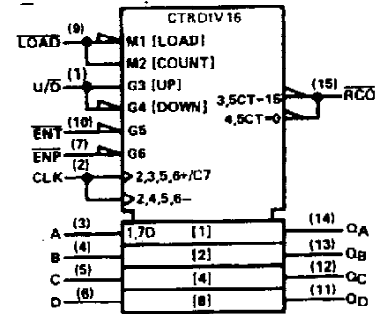 CTRDIV16
LOAD (9) M1 [LOAD]
M2 [COUNT]
U/D (1) G3 [UP]
G4 [DOWN]
3,5CT=15 (15) RCO
4,5CT=0
ENT (10) G5
ENP (7) G6
CLK (2) 2,3,5,6+/C7
2,4,5,6−
A (3) 1,7D [1] (14) QA
B (4) [2] (13) QB
C (5) [4] (12) QC
D (6) [8] (11) QD